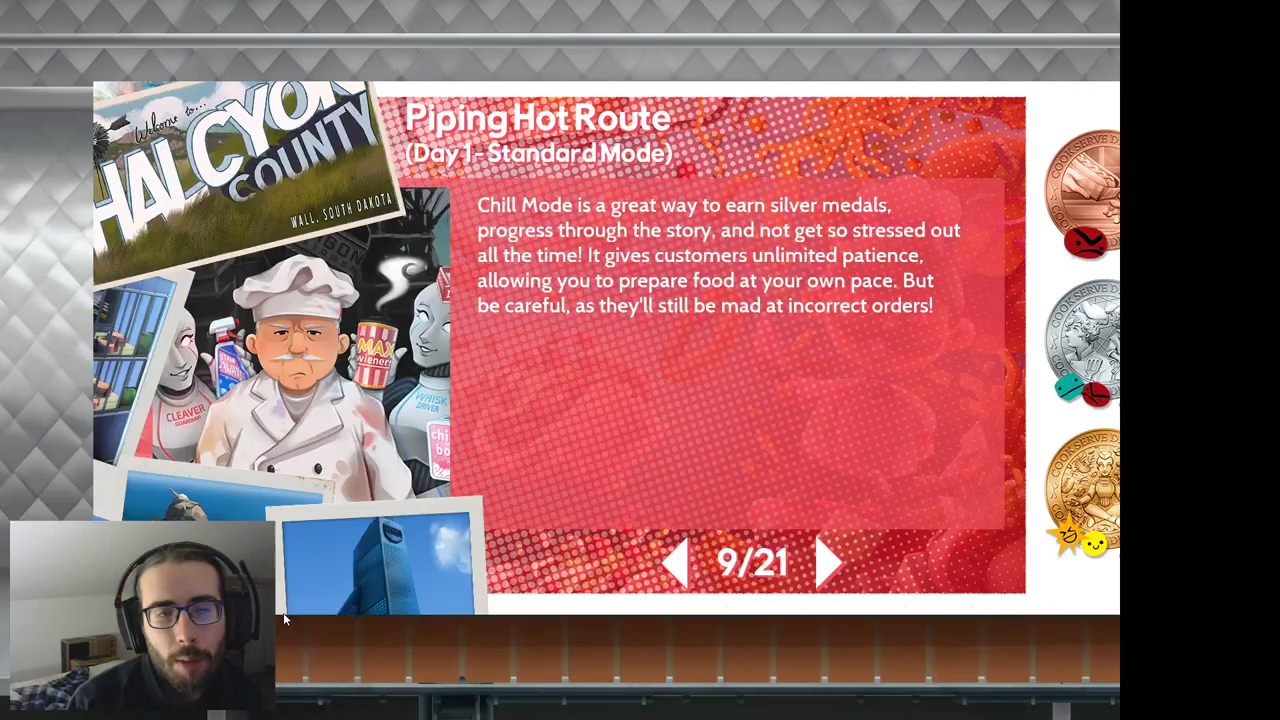 Welcome to...
HALCYON
COUNTY
WALL, SOUTH DAKOTA
Piping Hot Route
(Day 1 - Standard Mode)
Chill Mode is a great way to earn silver medals,
progress through the story, and not get so stressed out
all the time! It gives customers unlimited patience,
allowing you to prepare food at your own pace. But
be careful, as they'll still be mad at incorrect orders!
MAX
wieners
CLEAVER
GUARDIAN
WHISK
DRIVER
9/21